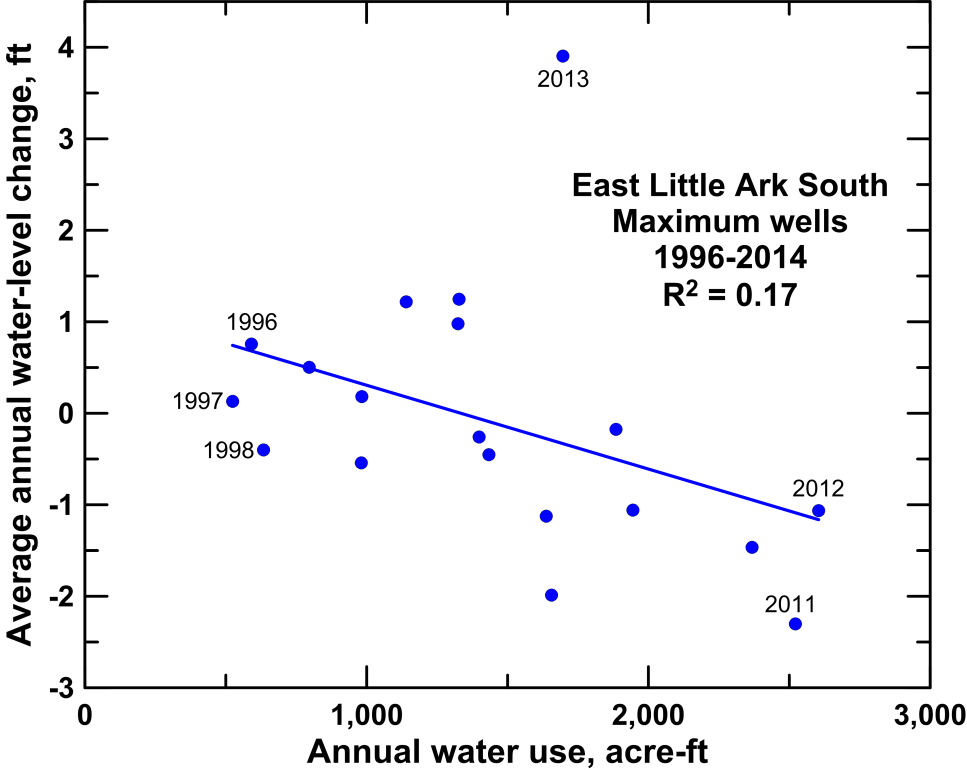 Average annual water-level change, ft
4
3
2
1
0
-1
-2
-3
2013
East Little Ark South
Maximum wells
1996-2014
R² = 0.17
1996
1997
1998
2012
2011
0 1,000 2,000 3,000
Annual water use, acre-ft